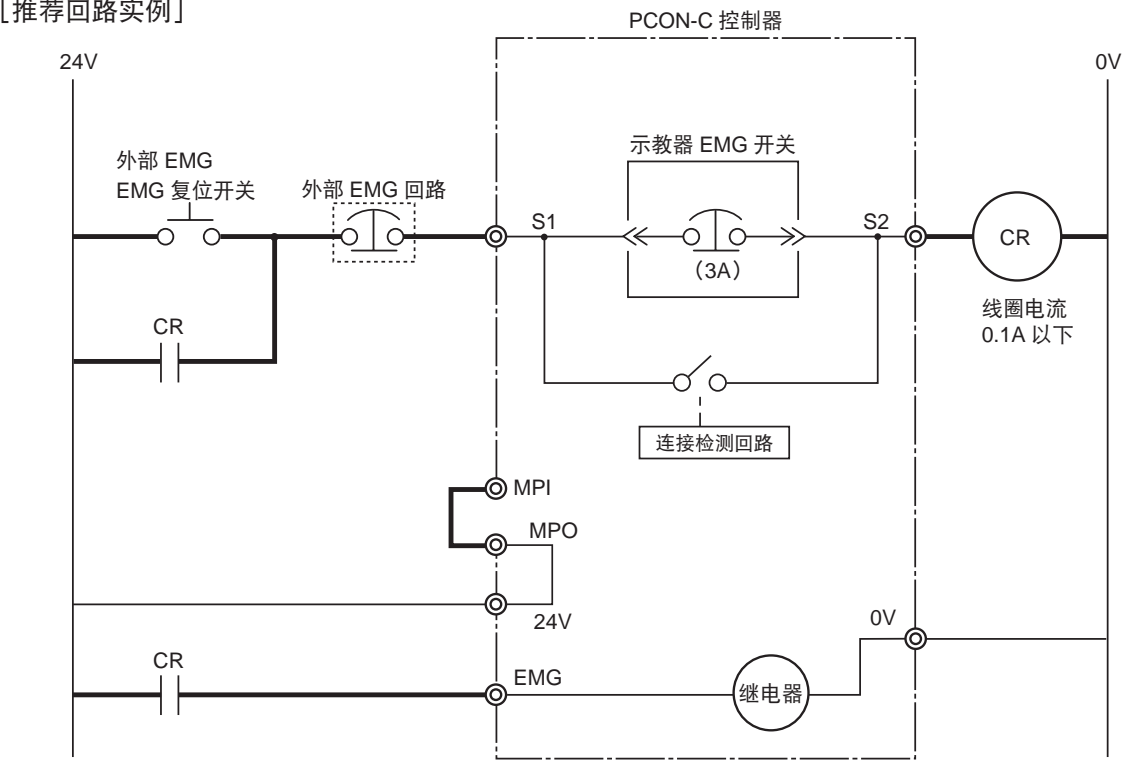 [推荐回路实例]
PCON-C 控制器
24V
0V
示教器 EMG 开关
外部 EMG
EMG 复位开关
外部 EMG 回路
S1
S2
(3A)
CR
线圈电流
0.1A 以下
CR
连接检测回路
MPI
MPO
24V
0V
CR
EMG
继电器